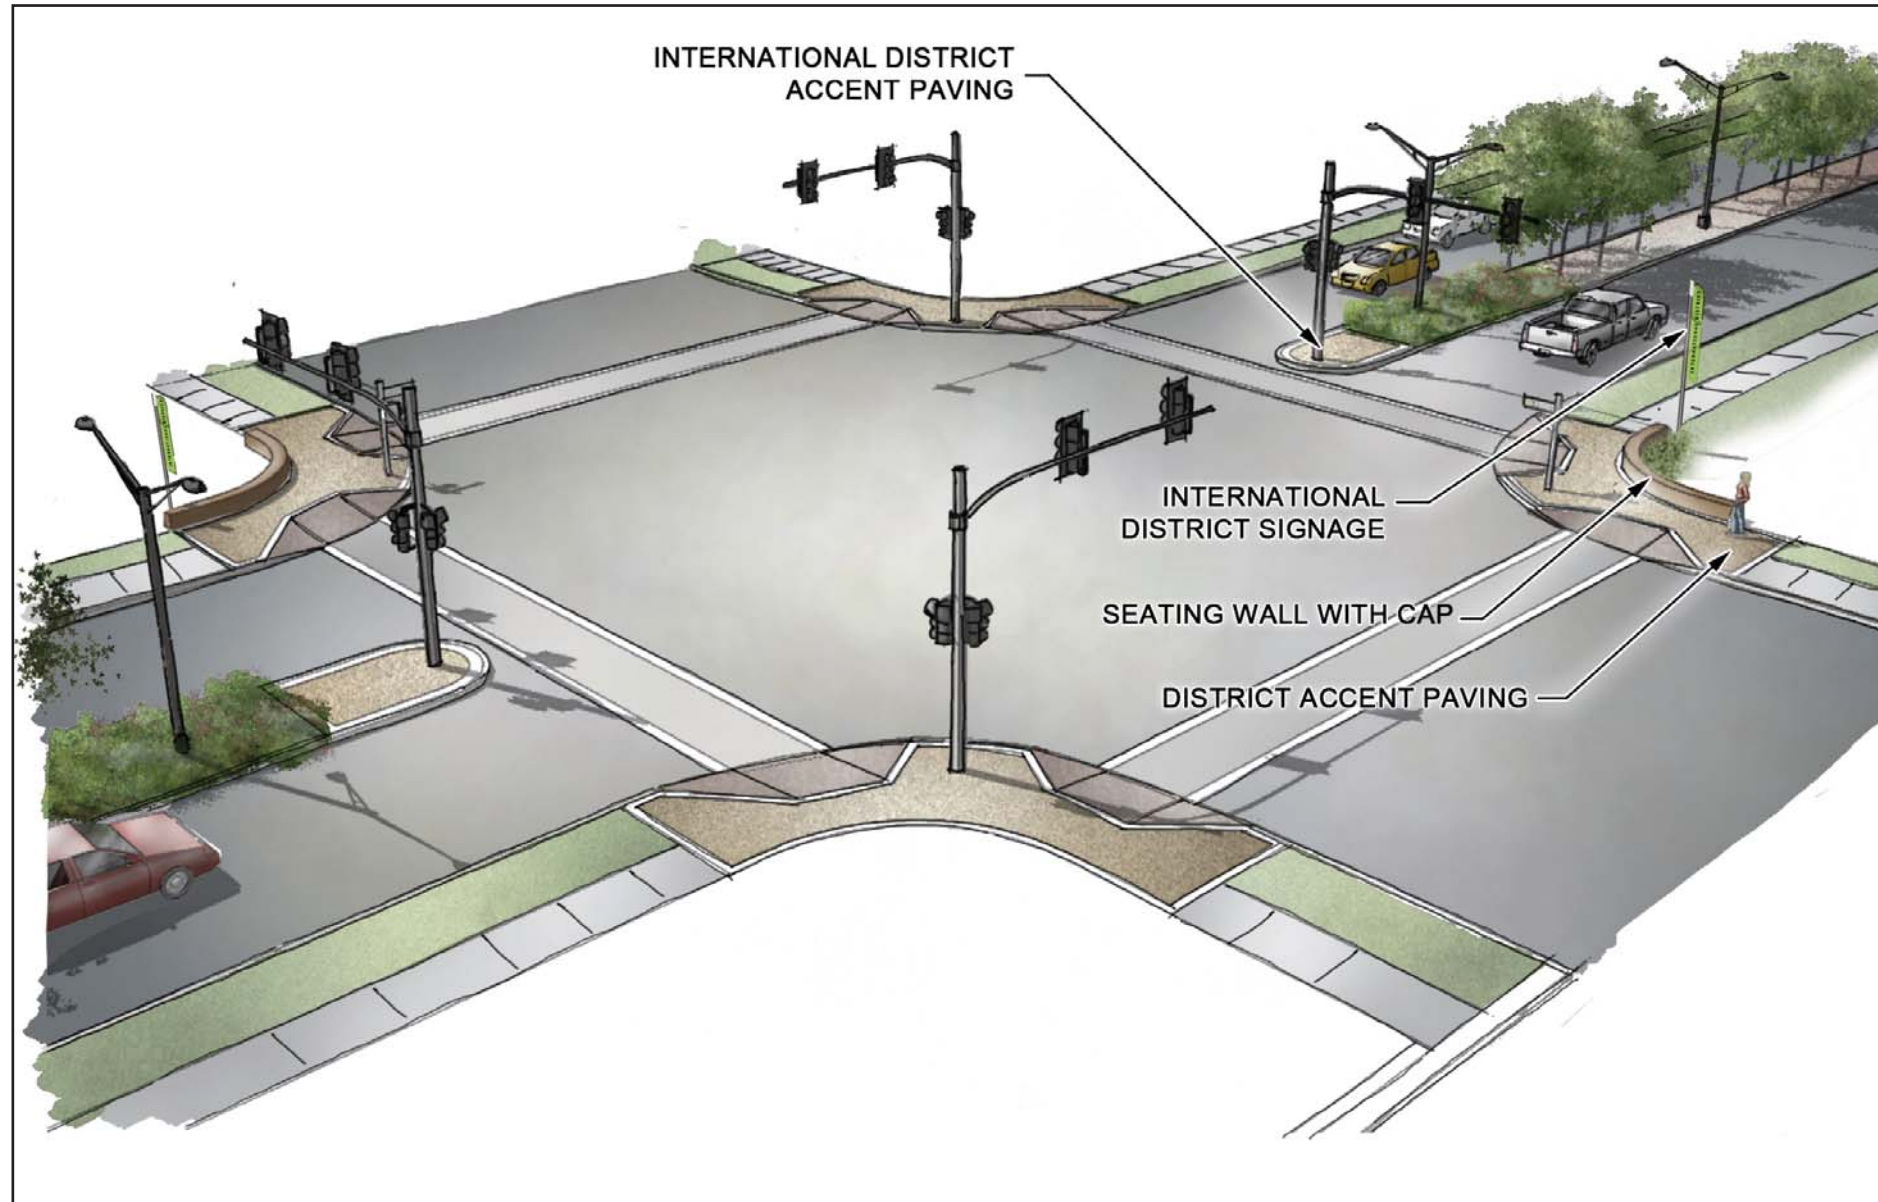 INTERNATIONAL DISTRICT
ACCENT PAVING
INTERNATIONAL
DISTRICT SIGNAGE
SEATING WALL WITH CAP
DISTRICT ACCENT PAVING